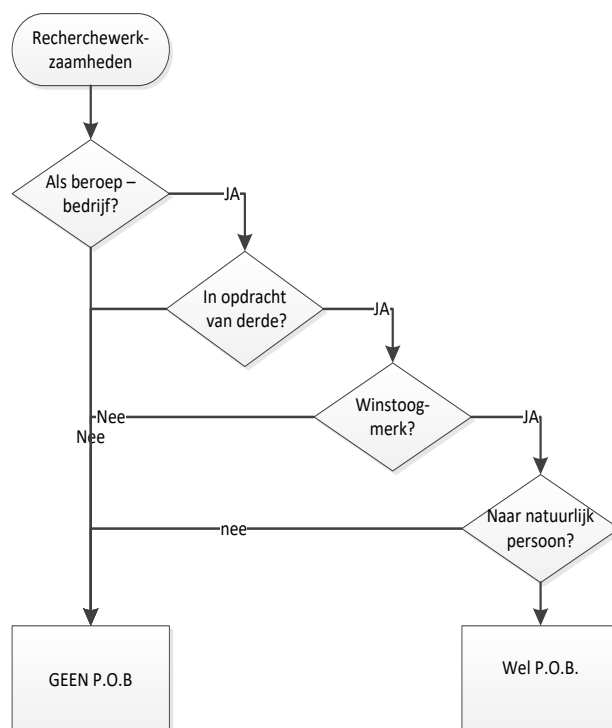 Recherchewerk-
zaamheden
Als beroep –
bedrijf?
JA
In opdracht
van derde?
JA
Winstoog-
merk?
Nee
JA
Nee
Naar natuurlijk
persoon?
nee
GEEN P.O.B
Wel P.O.B.